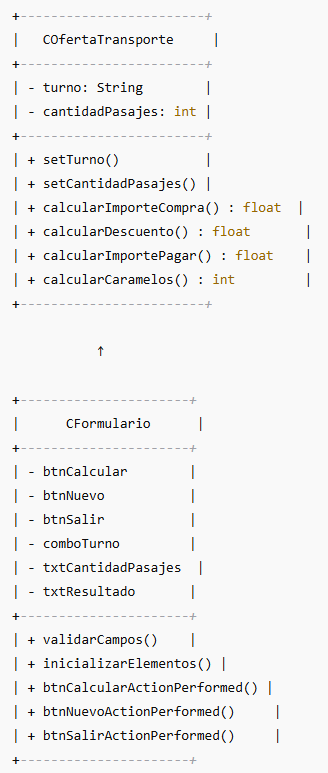 +------------------------+
|   COfertaTransporte     |
+------------------------+
| - turno: String        |
| - cantidadPasajes: int |
+------------------------+
| + setTurno()           |
| + setCantidadPasajes() |
| + calcularImporteCompra() : float  |
| + calcularDescuento() : float       |
| + calcularImportePagar() : float    |
| + calcularCaramelos() : int         |
+------------------------+
↑
+----------------------+
|      CFormulario      |
+----------------------+
| - btnCalcular        |
| - btnNuevo           |
| - btnSalir           |
| - comboTurno         |
| - txtCantidadPasajes  |
| - txtResultado       |
+----------------------+
| + validarCampos()    |
| + inicializarElementos() |
| + btnCalcularActionPerformed() |
| + btnNuevoActionPerformed()     |
| + btnSalirActionPerformed()     |
+----------------------+